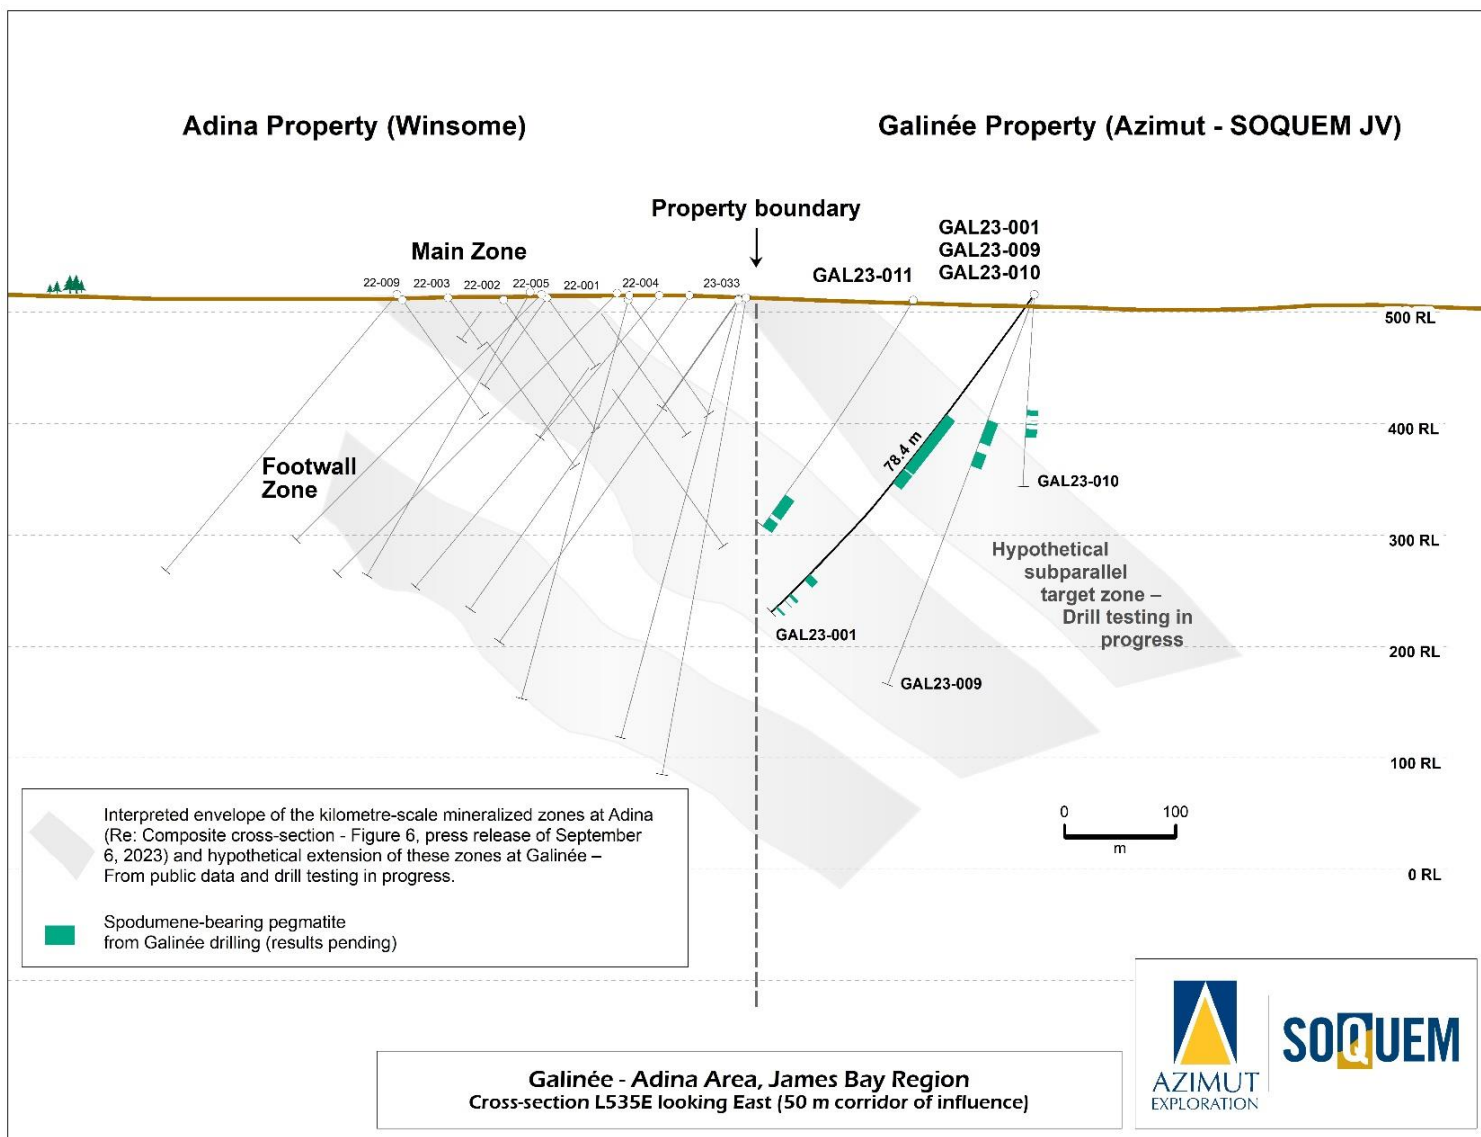 Adina Property (Winsome)
Galinée Property (Azimut - SOQUEM JV)
Property boundary
GAL23-001
GAL23-009
GAL23-010
GAL23-011
Main Zone
22-009
22-003
22-002
22-005
22-001
22-004
23-033
500 RL
400 RL
78.4 m
Footwall
Zone
GAL23-010
300 RL
Hypothetical
subparallel
target zone –
Drill testing in
progress
GAL23-001
200 RL
GAL23-009
100 RL
0
100
m
0 RL
Interpreted envelope of the kilometre-scale mineralized zones at Adina
(Re: Composite cross-section - Figure 6, press release of September
6, 2023) and hypothetical extension of these zones at Galinée –
From public data and drill testing in progress.
Spodumene-bearing pegmatite
from Galinée drilling (results pending)
Galinée - Adina Area, James Bay Region
Cross-section L535E looking East (50 m corridor of influence)
AZIMUT
EXPLORATION
SOQUEM